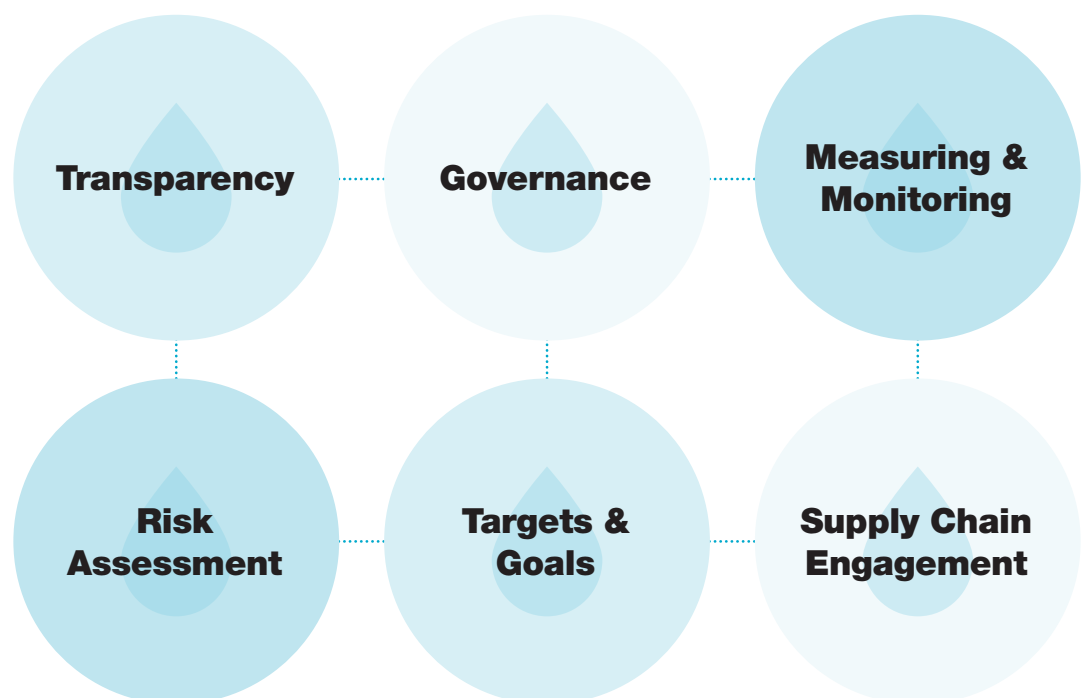 Transparency
Governance
Measuring &
Monitoring
Risk
Assessment
Targets &
Goals
Supply Chain
Engagement